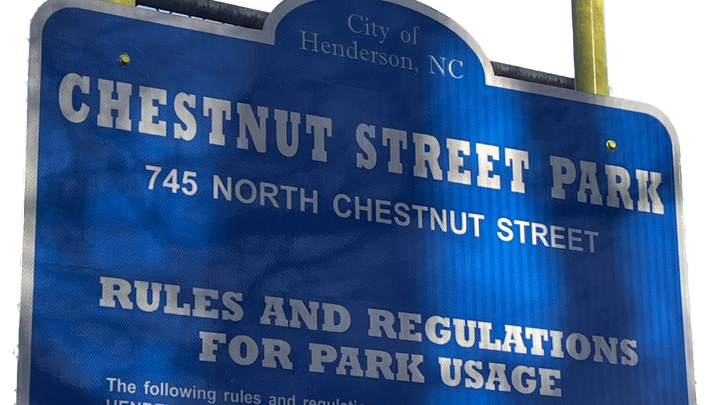 City of
Henderson, NC
CHESTNUT STREET PARK
745 NORTH CHESTNUT STREET
RULES AND REGULATIONS
FOR PARK USAGE
The following rules and